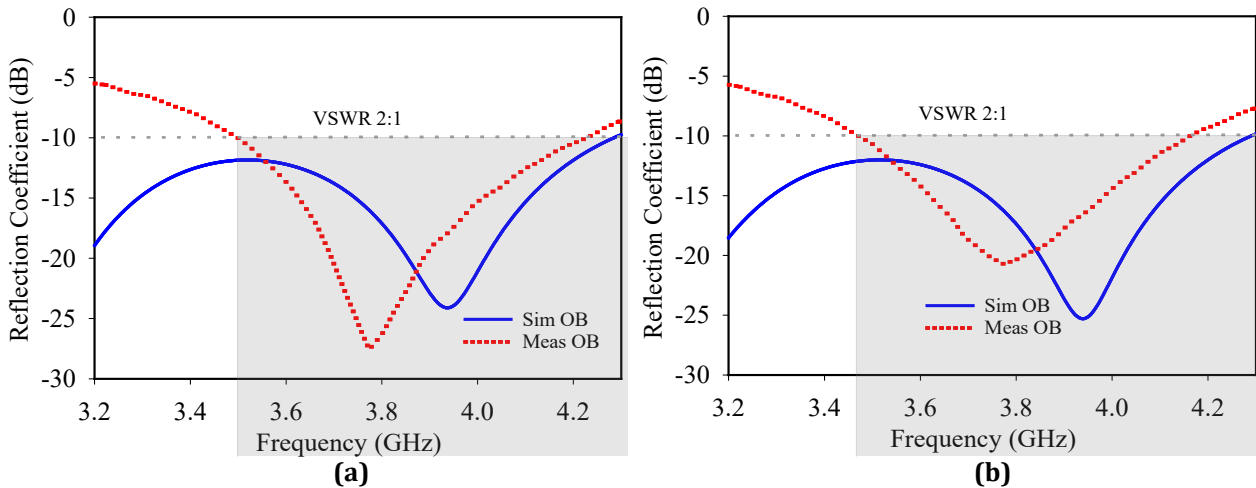 Reflection Coefficient (dB)
0
-5
-10
-15
-20
-25
-30
VSWR 2:1
Sim OB
Meas OB
3.2 3.4 3.6 3.8 4.0 4.2
Frequency (GHz)
(a)
Reflection Coefficient (dB)
0
-5
-10
-15
-20
-25
-30
VSWR 2:1
Sim OB
Meas OB
3.2 3.4 3.6 3.8 4.0 4.2
Frequency (GHz)
(b)